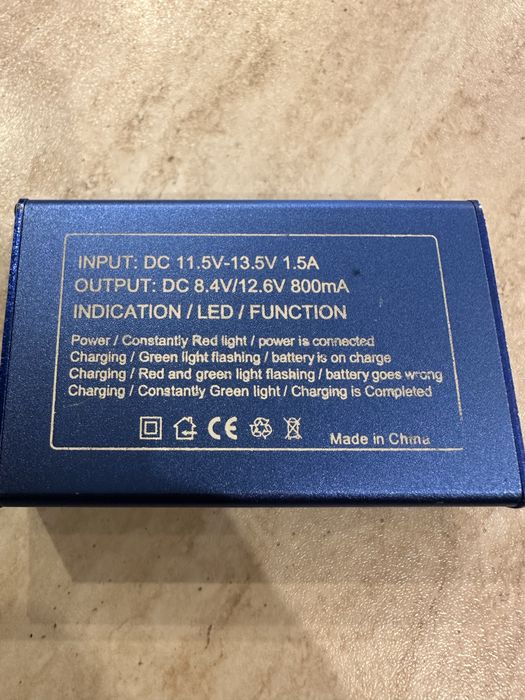 INPUT: DC 11.5V-13.5V 1.5A
OUTPUT: DC 8.4V/12.6V 800mA
INDICATION / LED / FUNCTION
Power / Constantly Red light / power is connected
Charging / Green light flashing / battery is on charge
Charging / Red and green light flashing / battery goes wrong
Charging / Constantly Green light / Charging is Completed
CE
Made in China